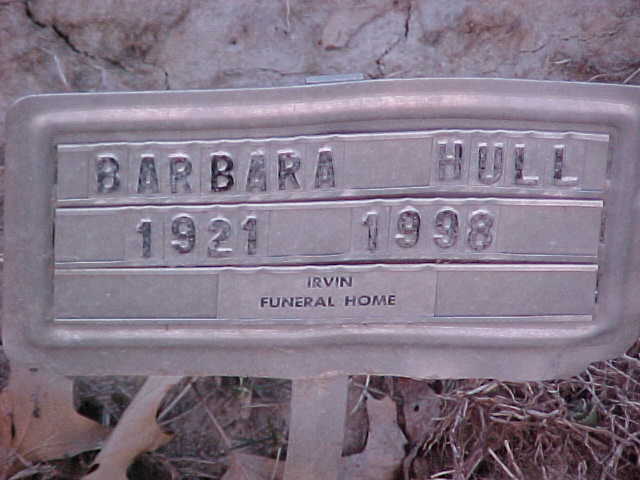 BARBARA HULL
1921 1998
IRVIN
FUNERAL HOME